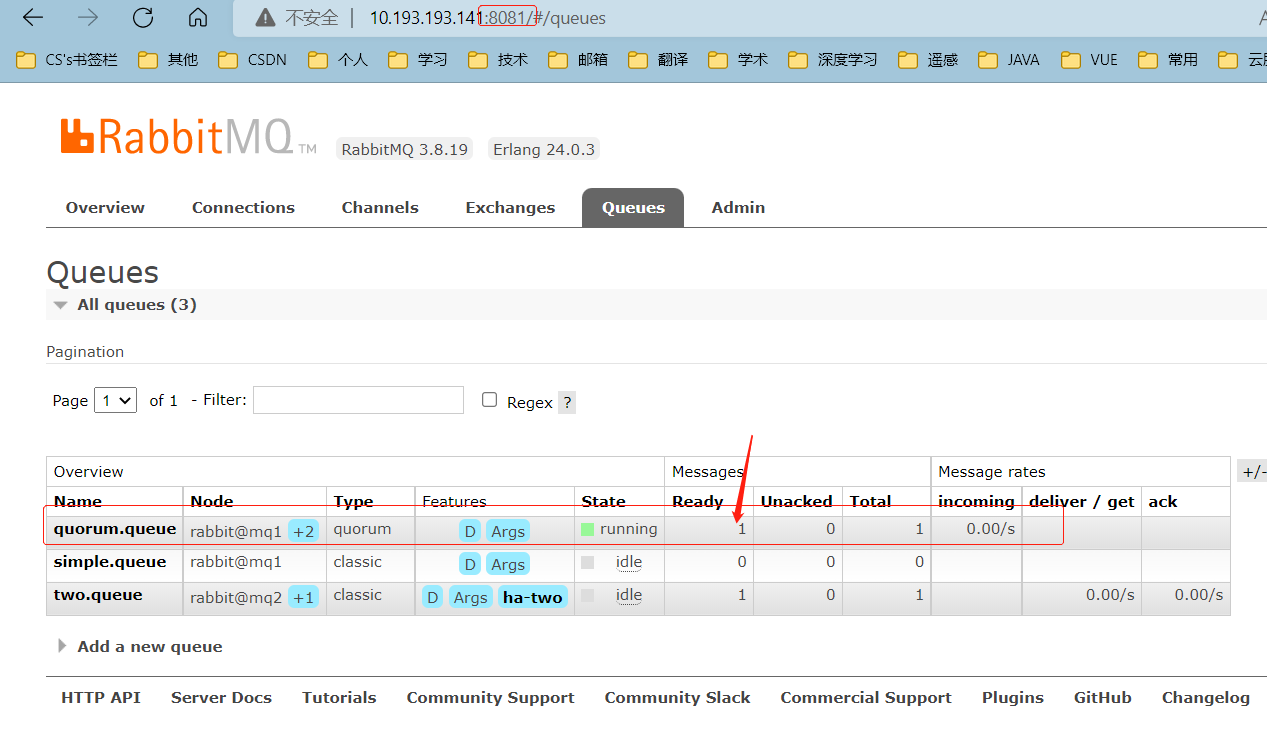 不安全 | 10.193.193.141:8081/#/queues
CS's书签栏 其他 CSDN 个人 学习 技术 邮箱 翻译 学术 深度学习 遥感 JAVA VUE 常用
RabbitMQ TM RabbitMQ 3.8.19 Erlang 24.0.3
Overview Connections Channels Exchanges Queues Admin
Queues
All queues (3)
Pagination
Page 1 of 1 - Filter: Regex ?
Overview Messages Message rates +/-
Name Node Type Features State Ready Unacked Total incoming deliver / get ack
quorum.queue rabbit@mq1 +2 quorum D Args running 1 0 1 0.00/s
simple.queue rabbit@mq1 classic D Args idle 0 0 0
two.queue rabbit@mq2 +1 classic D Args ha-two idle 1 0 1 0.00/s 0.00/s
Add a new queue
HTTP API Server Docs Tutorials Community Support Community Slack Commercial Support Plugins GitHub Changelog